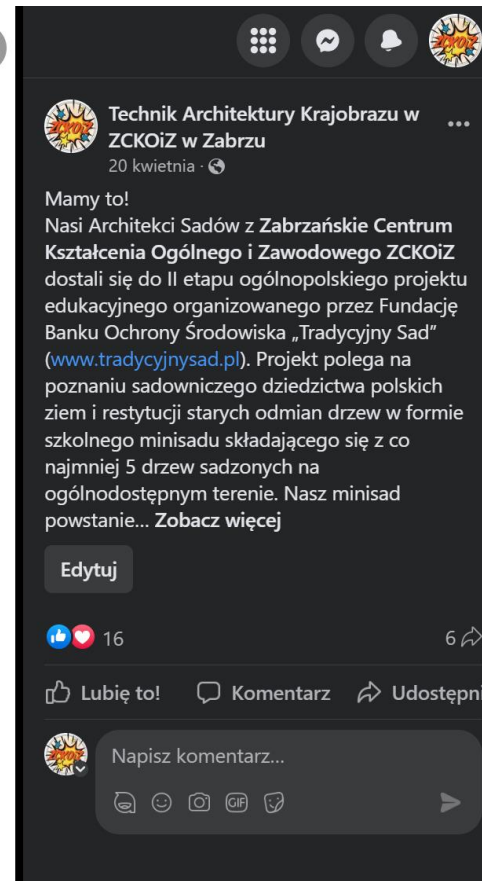 Technik Architektury Krajobrazu w
ZCKOiZ w Zabrzu
20 kwietnia ·
Mamy to!
Nasi Architekci Sadów z Zabrzańskie Centrum
Kształcenia Ogólnego i Zawodowego ZCKOiZ
dostali się do II etapu ogólnopolskiego projektu
edukacyjnego organizowanego przez Fundację
Banku Ochrony Środowiska „Tradycyjny Sad”
(www.tradycyjnysad.pl). Projekt polega na
poznaniu sadowniczego dziedzictwa polskich
ziem i restytucji starych odmian drzew w formie
szkolnego minisadu składającego się z co
najmniej 5 drzew sadzonych na
ogólnodostępnym terenie. Nasz minisad
powstanie... Zobacz więcej
Edytuj
16 6
Lubię to! Komentarz Udostępni
Napisz komentarz...
GIF